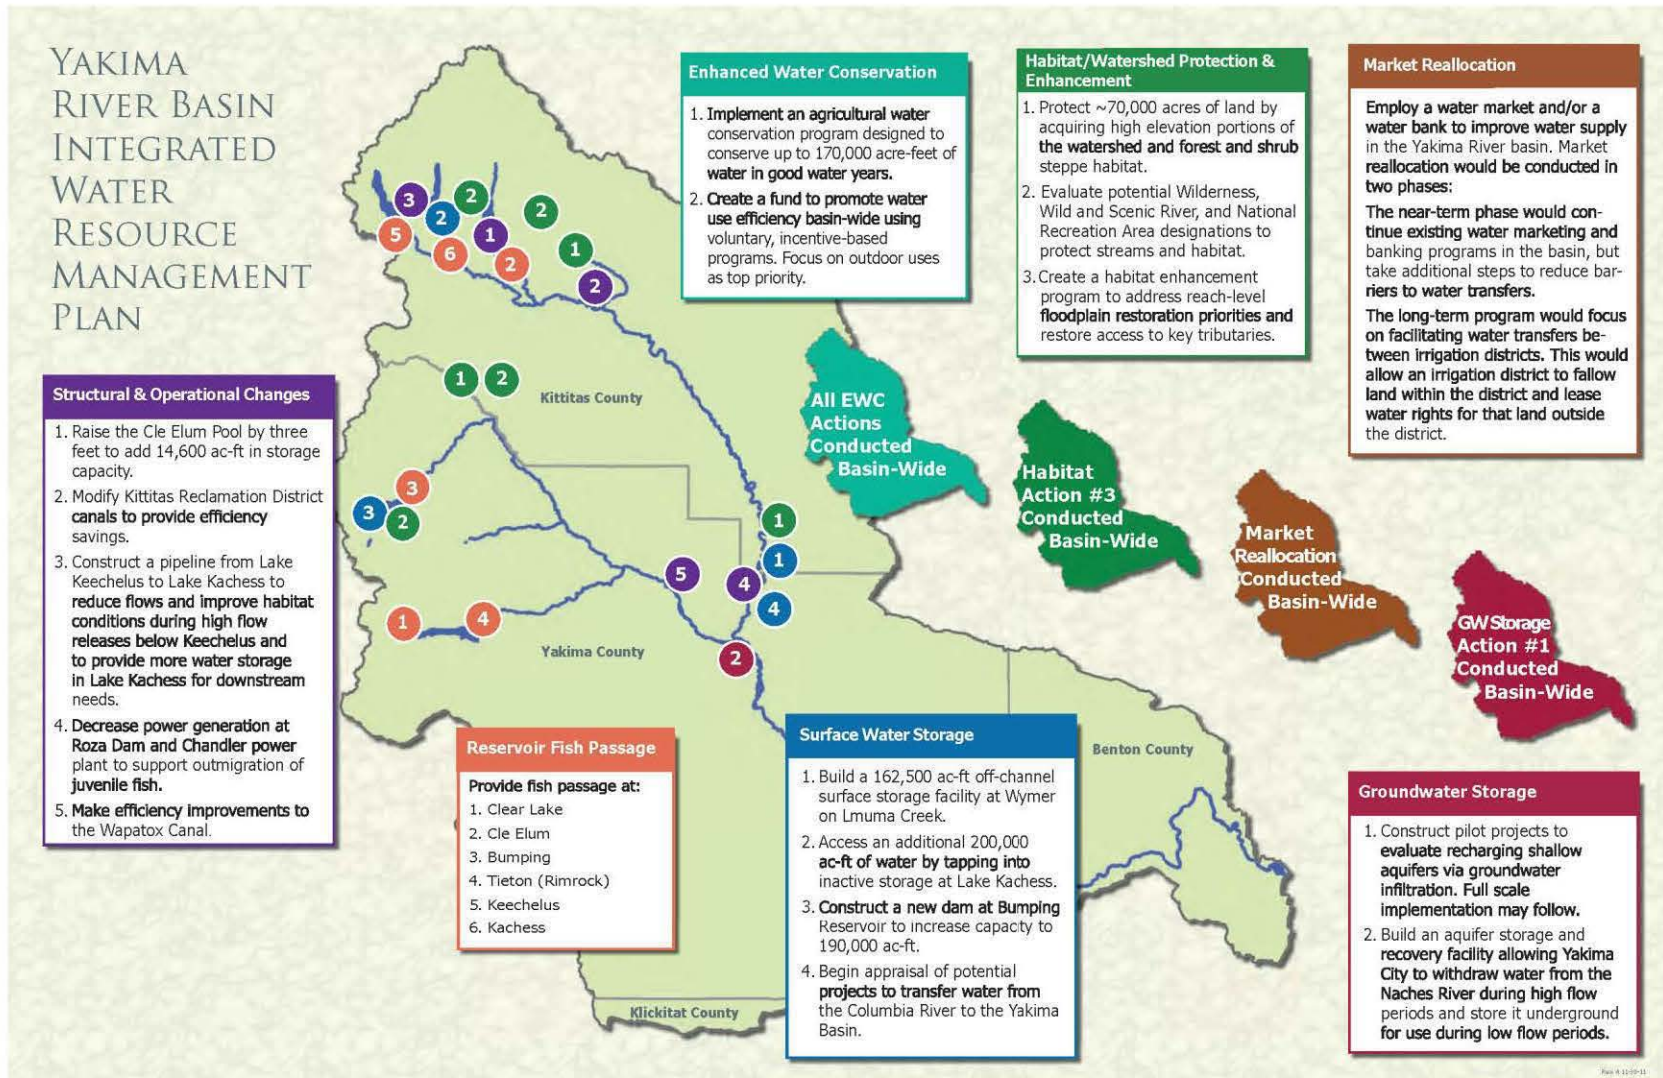 YAKIMA
RIVER BASIN
INTEGRATED
WATER
RESOURCE
MANAGEMENT
PLAN
Structural & Operational Changes
1. Raise the Cle Elum Pool by three
feet to add 14,600 ac-ft in storage
capacity.
2. Modify Kittitas Reclamation District
canals to provide efficiency
savings.
3. Construct a pipeline from Lake
Keechelus to Lake Kachess to
reduce flows and improve habitat
conditions during high flow
releases below Keechelus and
to provide more water storage
in Lake Kachess for downstream
needs.
4. Decrease power generation at
Roza Dam and Chandler power
plant to support outmigration of
juvenile fish.
5. Make efficiency improvements to
the Wapatox Canal.
Enhanced Water Conservation
1. Implement an agricultural water
conservation program designed to
conserve up to 170,000 acre-feet of
water in good water years.
2. Create a fund to promote water
use efficiency basin-wide using
voluntary, incentive-based
programs. Focus on outdoor uses
as top priority.
Habitat/Watershed Protection &
Enhancement
1. Protect ~70,000 acres of land by
acquiring high elevation portions of
the watershed and forest and shrub
steppe habitat.
2. Evaluate potential Wilderness,
Wild and Scenic River, and National
Recreation Area designations to
protect streams and habitat.
3. Create a habitat enhancement
program to address reach-level
floodplain restoration priorities and
restore access to key tributaries.
Market Reallocation
Employ a water market and/or a
water bank to improve water supply
in the Yakima River basin. Market
reallocation would be conducted in
two phases:
The near-term phase would con-
tinue existing water marketing and
banking programs in the basin, but
take additional steps to reduce bar-
riers to water transfers.
The long-term program would focus
on facilitating water transfers be-
tween irrigation districts. This would
allow an irrigation district to fallow
land within the district and lease
water rights for that land outside
the district.
3
2
2
2
5
6
1
2
1
2
1
2
Kittitas County
3
3
2
1
1
5
4
4
1
4
2
Yakima County
Benton County
Klickitat County
All EWC
Actions
Conducted
Basin-Wide
Habitat
Action #3
Conducted
Basin-Wide
Market
Reallocation
Conducted
Basin-Wide
GW Storage
Action #1
Conducted
Basin-Wide
Reservoir Fish Passage
Provide fish passage at:
1. Clear Lake
2. Cle Elum
3. Bumping
4. Tieton (Rimrock)
5. Keechelus
6. Kachess
Surface Water Storage
1. Build a 162,500 ac-ft off-channel
surface storage facility at Wymer
on Lmuma Creek.
2. Access an additional 200,000
ac-ft of water by tapping into
inactive storage at Lake Kachess.
3. Construct a new dam at Bumping
Reservoir to increase capacity to
190,000 ac-ft.
4. Begin appraisal of potential
projects to transfer water from
the Columbia River to the Yakima
Basin.
Groundwater Storage
1. Construct pilot projects to
evaluate recharging shallow
aquifers via groundwater
infiltration. Full scale
implementation may follow.
2. Build an aquifer storage and
recovery facility allowing Yakima
City to withdraw water from the
Naches River during high flow
periods and store it underground
for use during low flow periods.